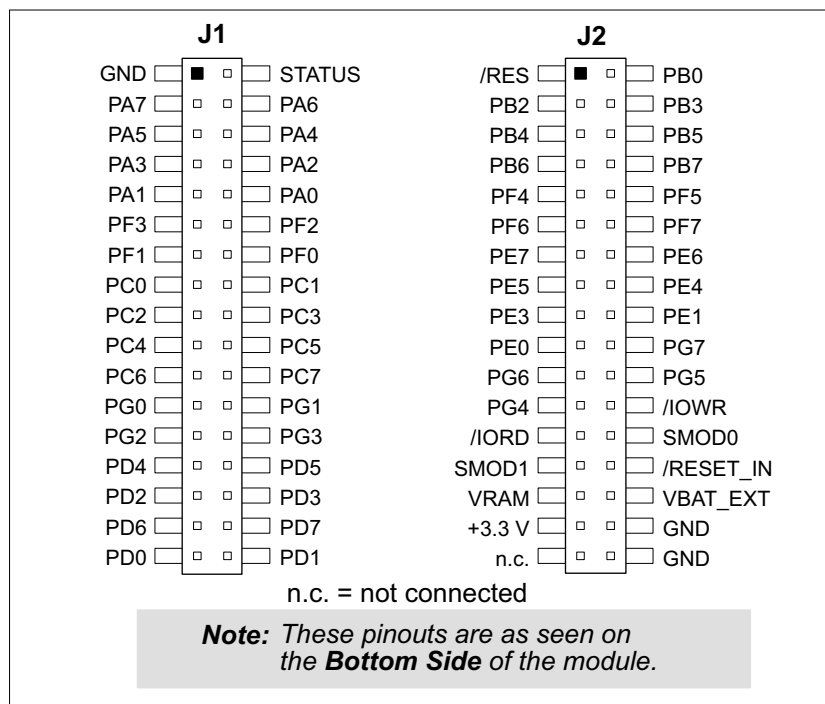 J1
GND STATUS
PA7 PA6
PA5 PA4
PA3 PA2
PA1 PA0
PF3 PF2
PF1 PF0
PC0 PC1
PC2 PC3
PC4 PC5
PC6 PC7
PG0 PG1
PG2 PG3
PD4 PD5
PD2 PD3
PD6 PD7
PD0 PD1
J2
/RES PB0
PB2 PB3
PB4 PB5
PB6 PB7
PF4 PF5
PF6 PF7
PE7 PE6
PE5 PE4
PE3 PE1
PE0 PG7
PG6 PG5
PG4 /IOWR
/IORD SMOD0
SMOD1 /RESET_IN
VRAM VBAT_EXT
+3.3 V GND
n.c. GND
n.c. = not connected
Note: These pinouts are as seen on
the Bottom Side of the module.